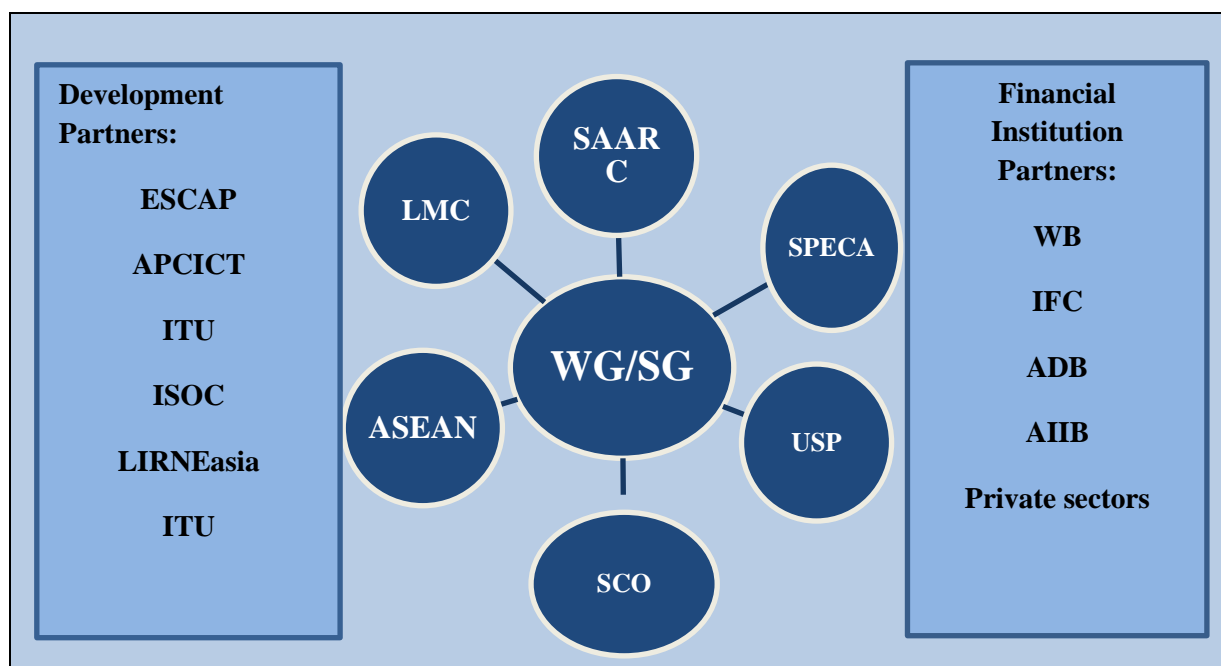 Development
Partners:
ESCAP
APCICT
ITU
ISOC
LIRNEasia
ITU
SAAR
C
LMC
SPECA
WG/SG
ASEAN
USP
SCO
Financial
Institution
Partners:
WB
IFC
ADB
AIIB
Private sectors